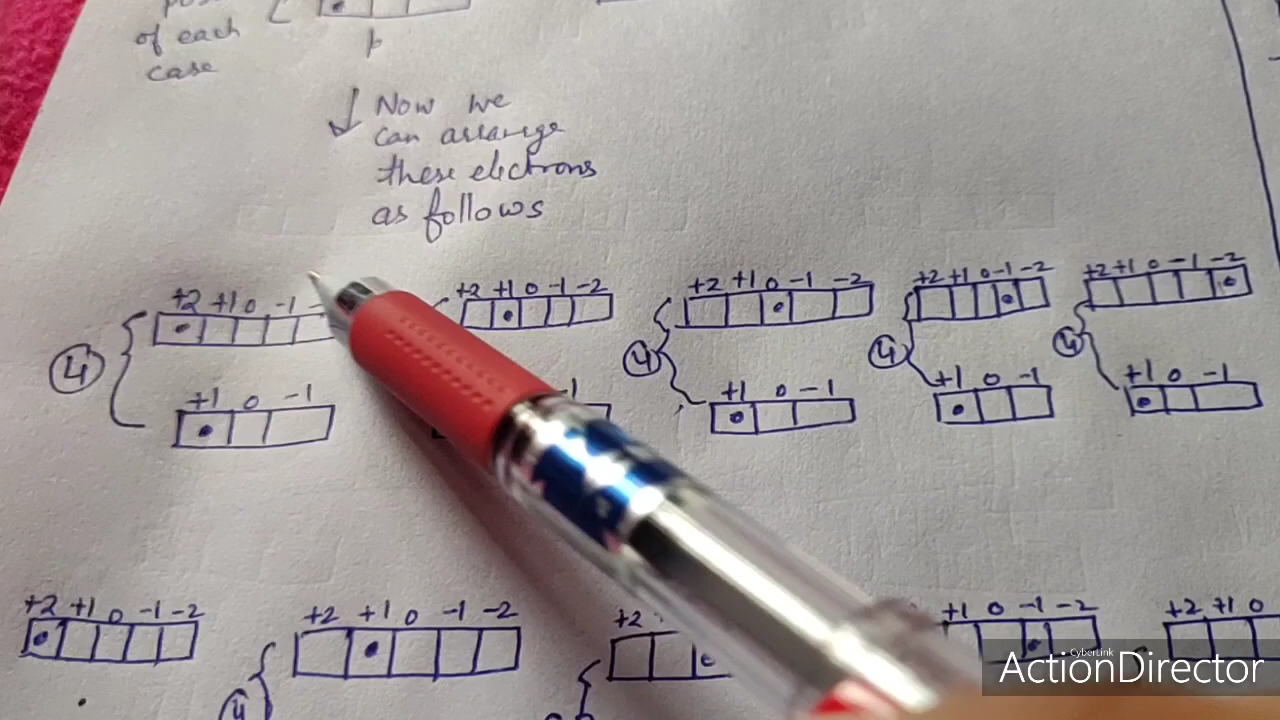 of each
case
p
Now we
can arrange
these electrons
as follows
+2 +1 0 -1
+2 +1 0 -1 -2
+2 +1 0 -1 -2
+2 +1 0 -1 -2
+2 +1 0 -1 -2
4
4
4
4
+1 0 -1
-1
+1 0 -1
+1 0 -1
+1 0 -1
+2 +1 0 -1 -2
+2 +1 0 -1 -2
+2
+1 0 -1 -2
+2 +1 0
4
CyberLink
ActionDirector